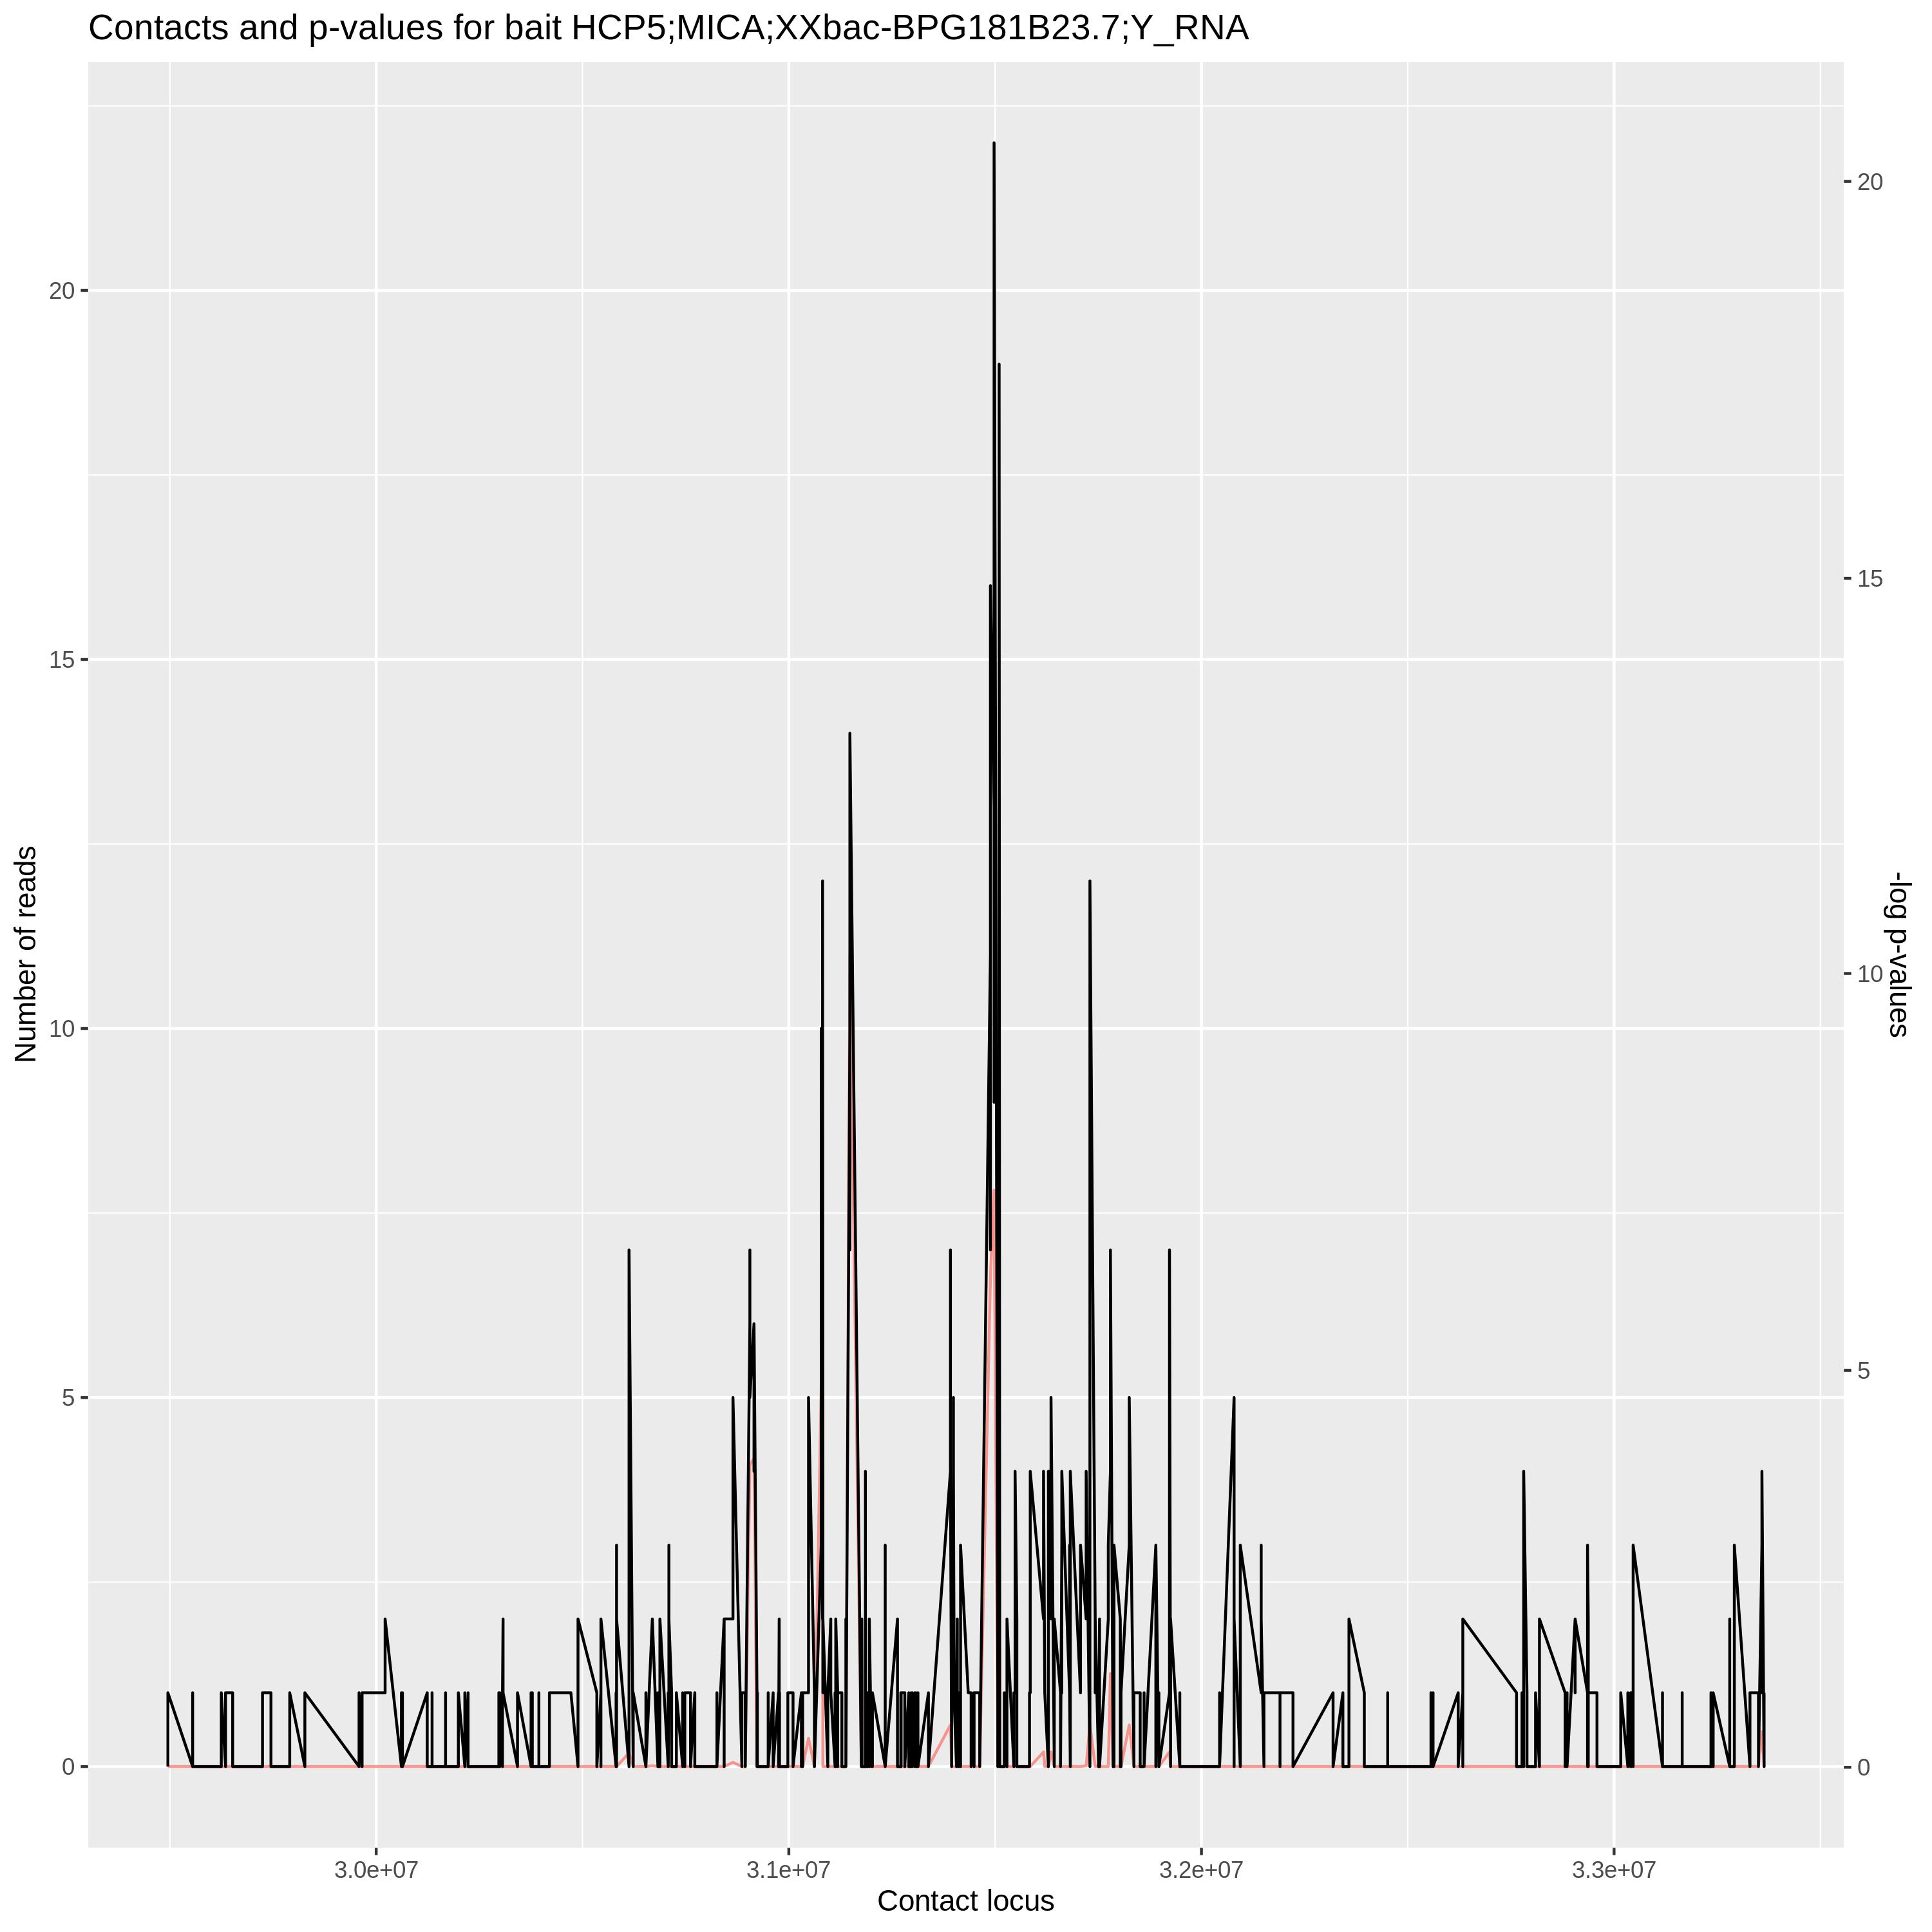 Contacts and p-values for bait HCP5;MICA;XXbac-BPG181B23.7;Y_RNA
20
15
10
5
0
Number of reads
20
15
10
5
0
-log p-values
3.0e+07
3.1e+07
3.2e+07
3.3e+07
Contact locus